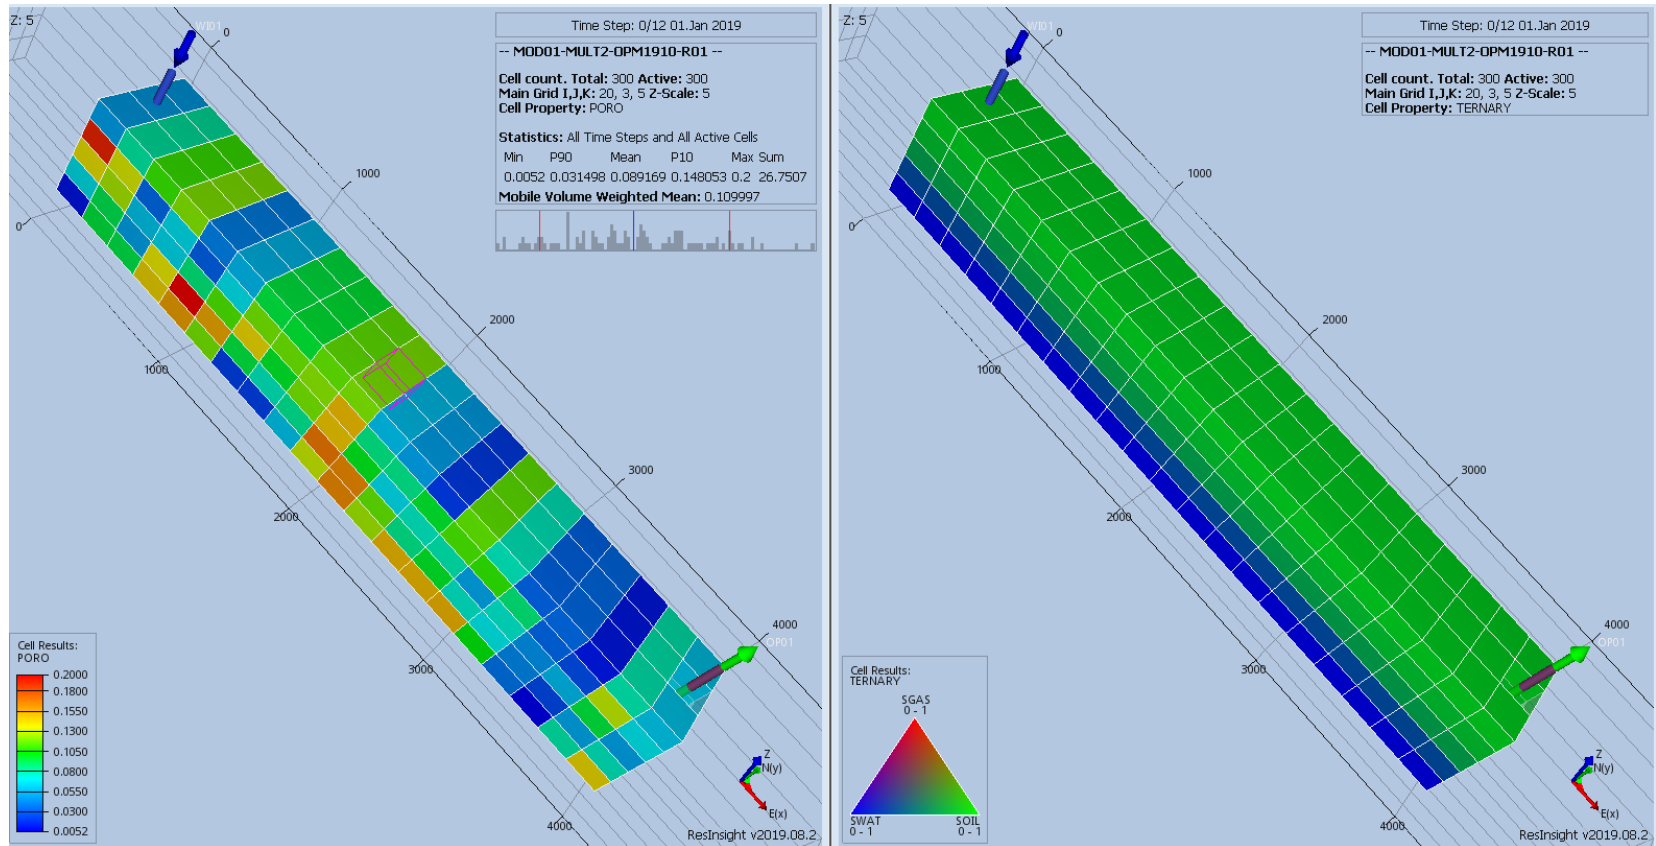 Z: 5
WI01
0
Time Step: 0/12 01.Jan 2019
-- MOD01-MULT2-OPM1910-R01 --
Cell count. Total: 300 Active: 300
Main Grid I,J,K: 20, 3, 5 Z-Scale: 5
Cell Property: PORO
Statistics: All Time Steps and All Active Cells
Min P90 Mean P10 Max Sum
0.0052 0.031498 0.089169 0.148053 0.2 26.7507
Mobile Volume Weighted Mean: 0.109997
1000
0
2000
1000
3000
2000
4000
OP01
3000
4000
Cell Results:
PORO
0.2000
0.1800
0.1550
0.1300
0.1050
0.0800
0.0550
0.0300
0.0052
Z
N(y)
E(x)
ResInsight v2019.08.2
Z: 5
WI01
0
Time Step: 0/12 01.Jan 2019
-- MOD01-MULT2-OPM1910-R01 --
Cell count. Total: 300 Active: 300
Main Grid I,J,K: 20, 3, 5 Z-Scale: 5
Cell Property: TERNARY
1000
0
2000
1000
3000
2000
4000
OP01
3000
4000
Cell Results:
TERNARY
SGAS
0 - 1
SWAT SOIL
0 - 1 0 - 1
Z
N(y)
E(x)
ResInsight v2019.08.2